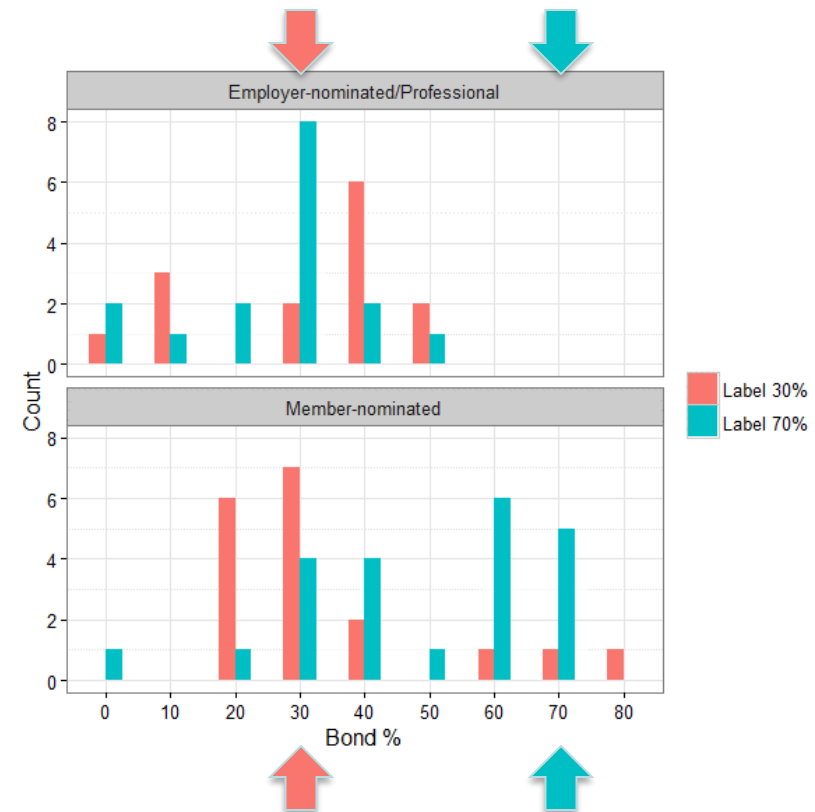 Employer-nominated/Professional
8
6
4
2
0
Count
Member-nominated
8
6
4
2
0
0 10 20 30 40 50 60 70 80
Bond %
Label 30%
Label 70%